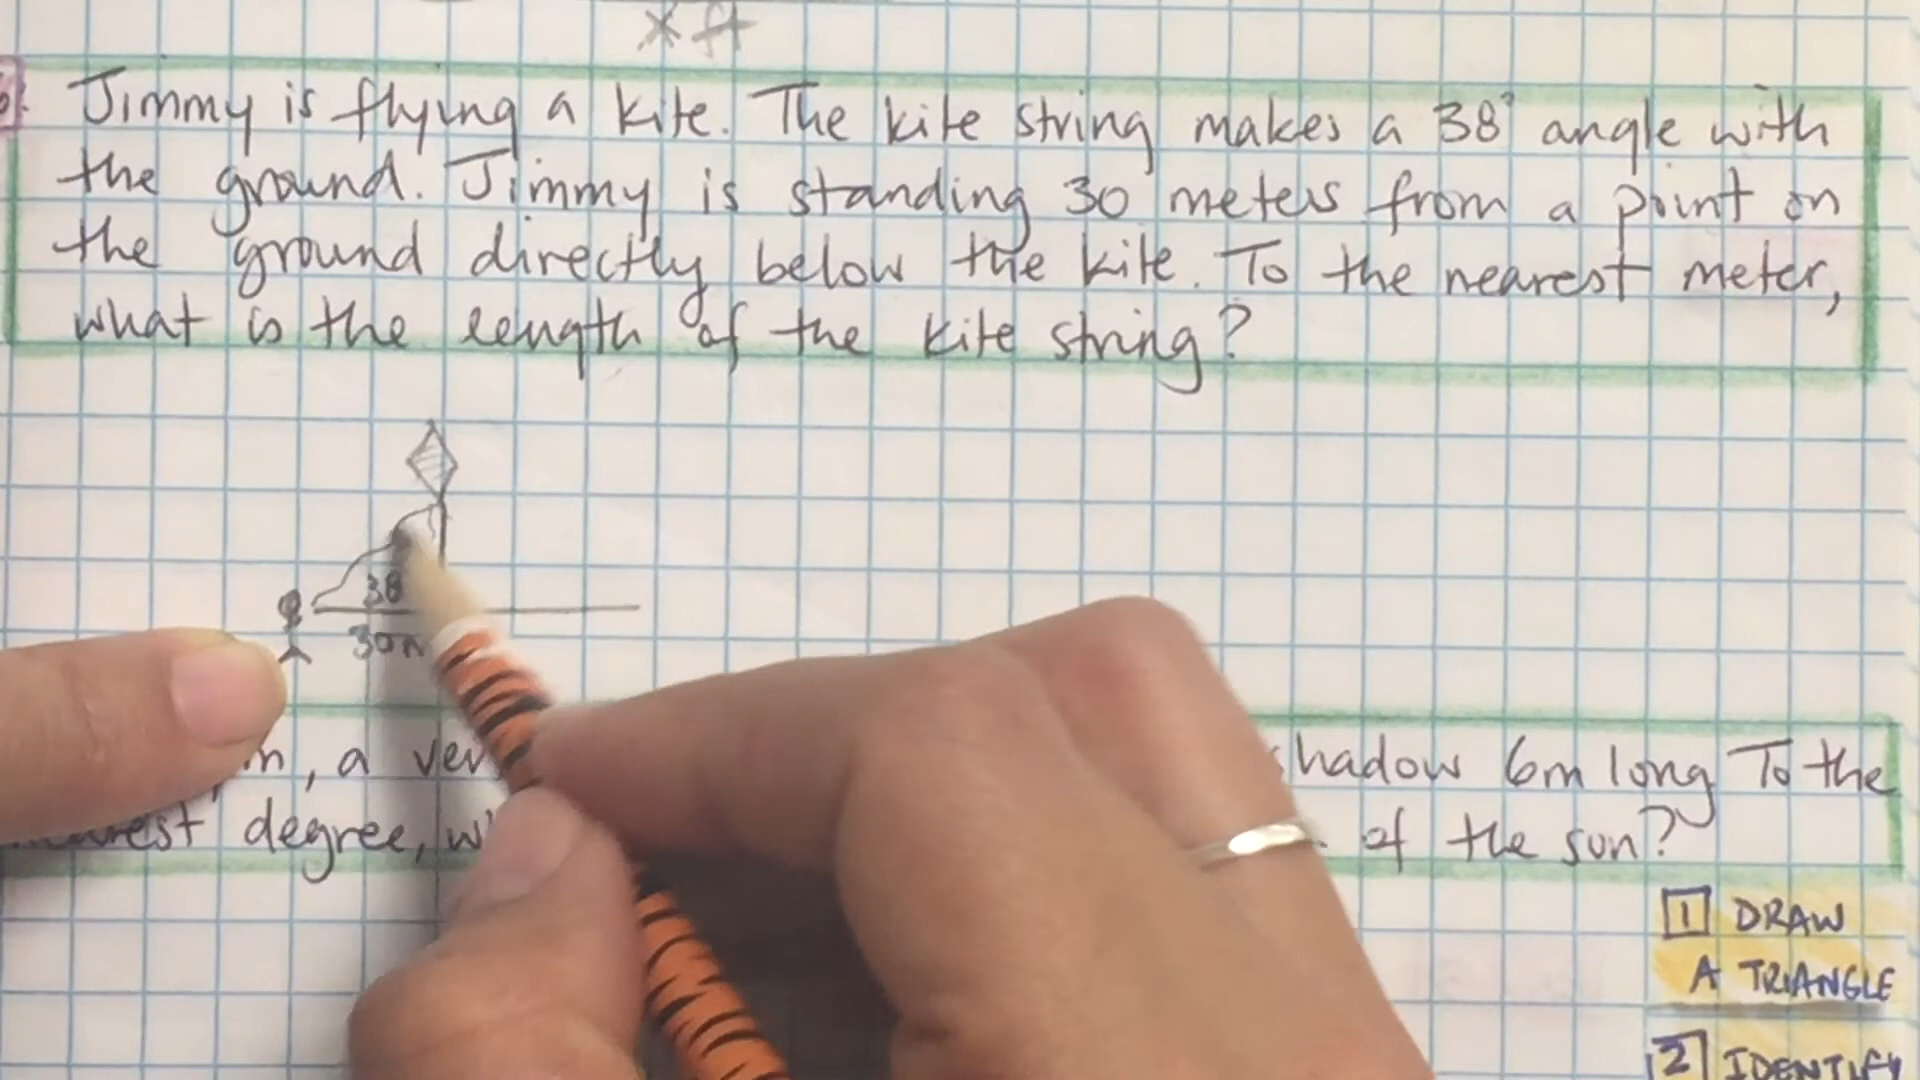 x ft
Jimmy is flying a kite. The kite string makes a 38° angle with
the ground. Jimmy is standing 30 meters from a point on
the ground directly below the kite. To the nearest meter,
what is the length of the kite string?
38
30
, a shadow 6m long To the
degree, of the sun?
1 DRAW
A TRIANGLE
2 IDENTIFY